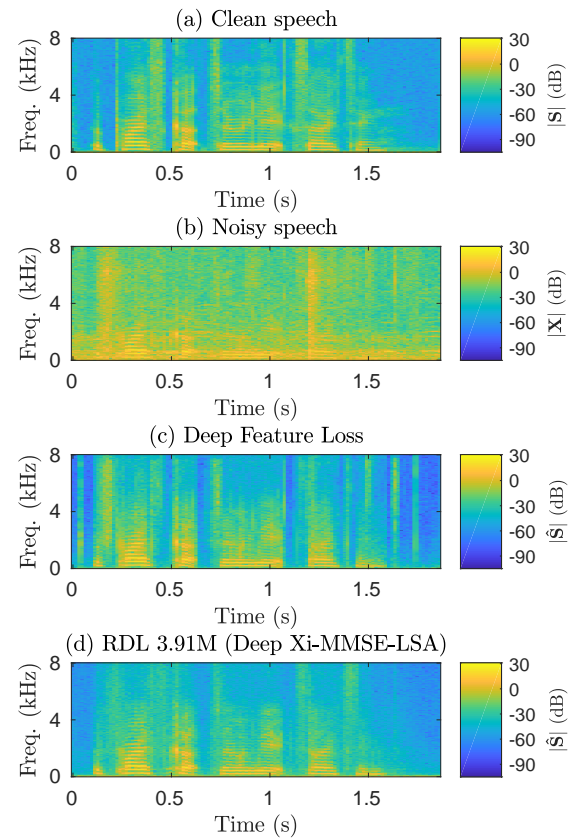 (a) Clean speech
Freq. (kHz)
8
4
0
0 0.5 1 1.5
Time (s)
30
0
-30
-60
-90
|S| (dB)
(b) Noisy speech
Freq. (kHz)
8
4
0
0 0.5 1 1.5
Time (s)
30
0
-30
-60
-90
|X| (dB)
(c) Deep Feature Loss
Freq. (kHz)
8
4
0
0 0.5 1 1.5
Time (s)
30
0
-30
-60
-90
|Ŝ| (dB)
(d) RDL 3.91M (Deep Xi-MMSE-LSA)
Freq. (kHz)
8
4
0
0 0.5 1 1.5
Time (s)
30
0
-30
-60
-90
|Ŝ| (dB)